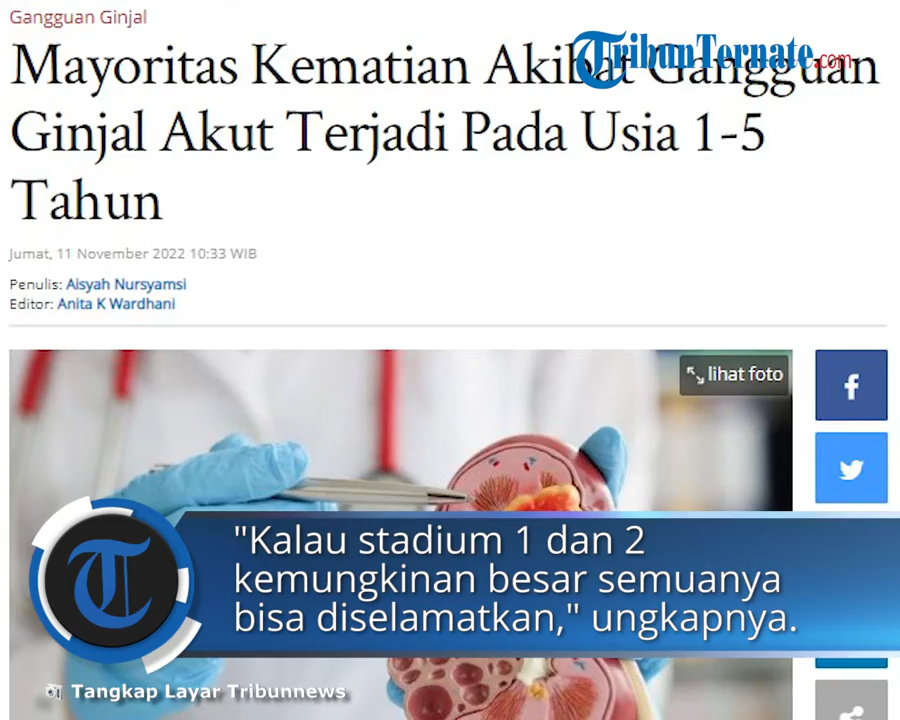 Gangguan Ginjal
TribunTernate.com
Mayoritas Kematian Akibat Gangguan
Ginjal Akut Terjadi Pada Usia 1-5
Tahun
Jumat, 11 November 2022 10:33 WIB
Penulis: Aisyah Nursyamsi
Editor: Anita K Wardhani
lihat foto
"Kalau stadium 1 dan 2
kemungkinan besar semuanya
bisa diselamatkan," ungkapnya.
Tangkap Layar Tribunnews